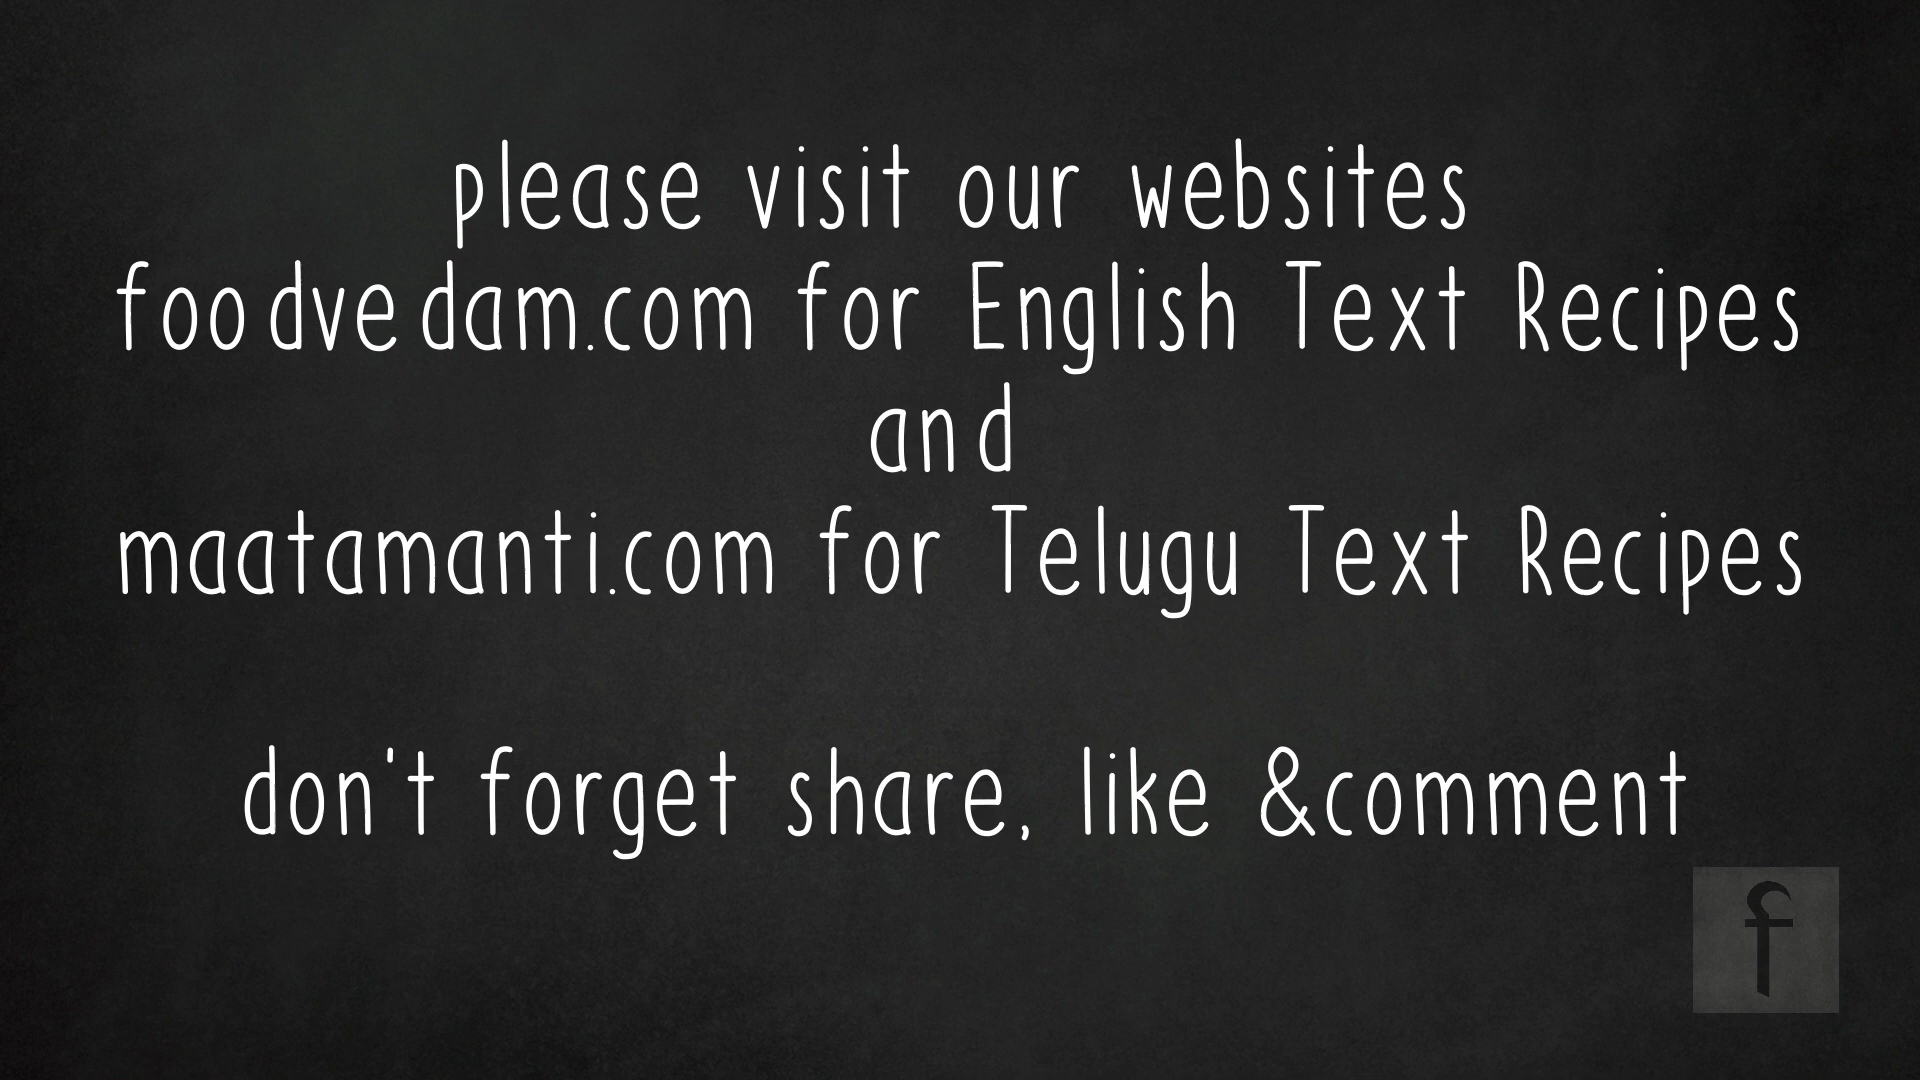 please visit our websites
foodvedam.com for English Text Recipes
and
maatamanti.com for Telugu Text Recipes
don't forget share, like &comment
f